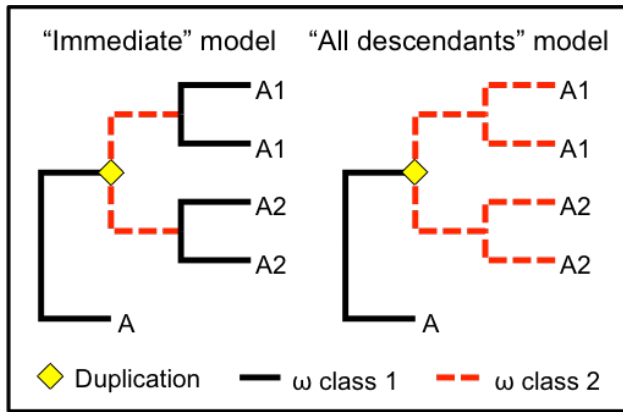 “Immediate” model “All descendants” model
A1 A1
A1 A1
A2 A2
A2 A2
A A
Duplication ω class 1 ω class 2